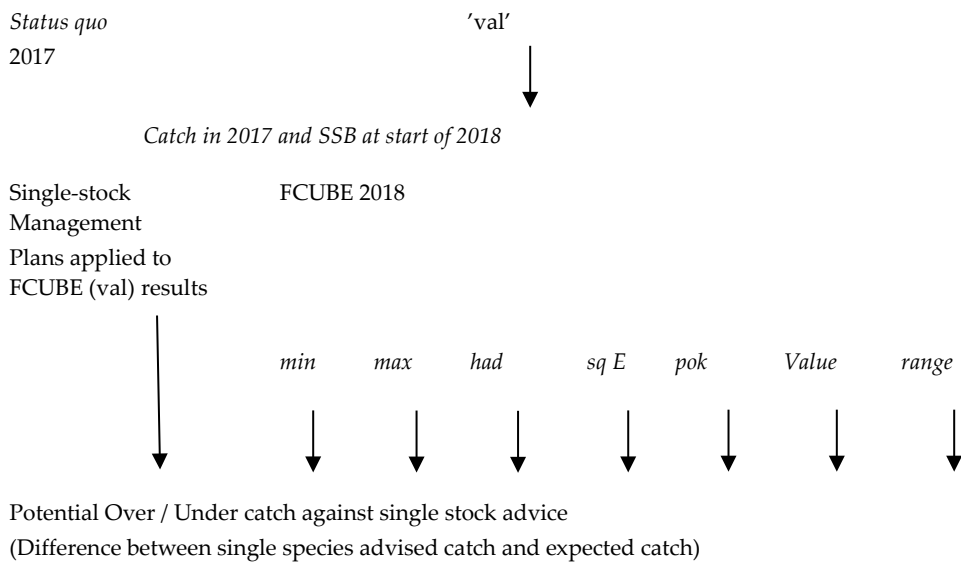 Status quo 'val'
2017
Catch in 2017 and SSB at start of 2018
Single-stock FCUBE 2018
Management
Plans applied to
FCUBE (val) results
min max had sq E pok Value range
Potential Over / Under catch against single stock advice
(Difference between single species advised catch and expected catch)